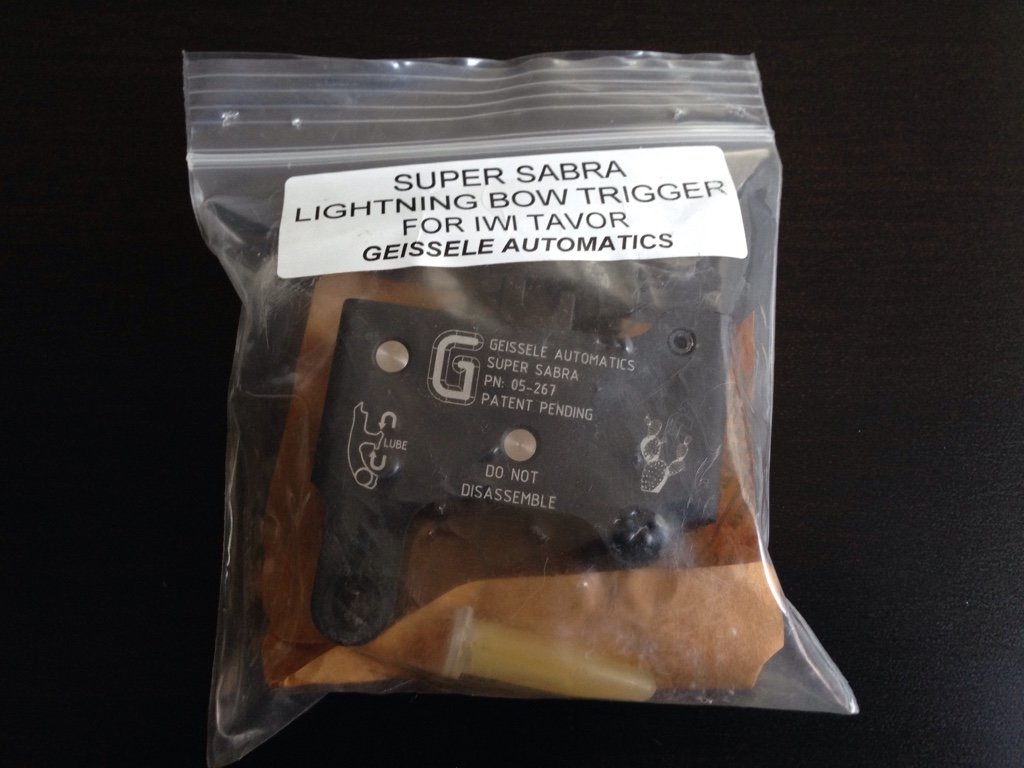 SUPER SABRA
LIGHTNING BOW TRIGGER
FOR IWI TAVOR
GEISSELE AUTOMATICS
G
GEISSELE AUTOMATICS
SUPER SABRA
PN: 05-267
PATENT PENDING
LUBE
DO NOT
DISASSEMBLE